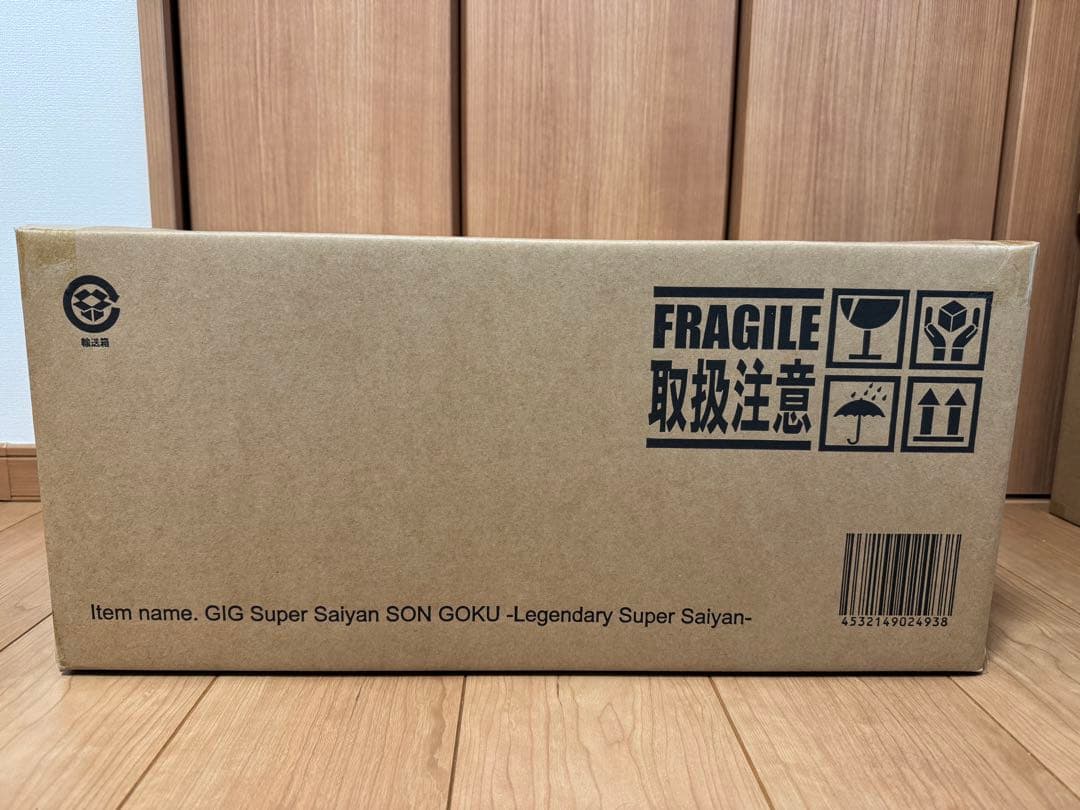 輸送箱
FRAGILE
取扱注意
Item name. GIG Super Saiyan SON GOKU -Legendary Super Saiyan-
4532149024938